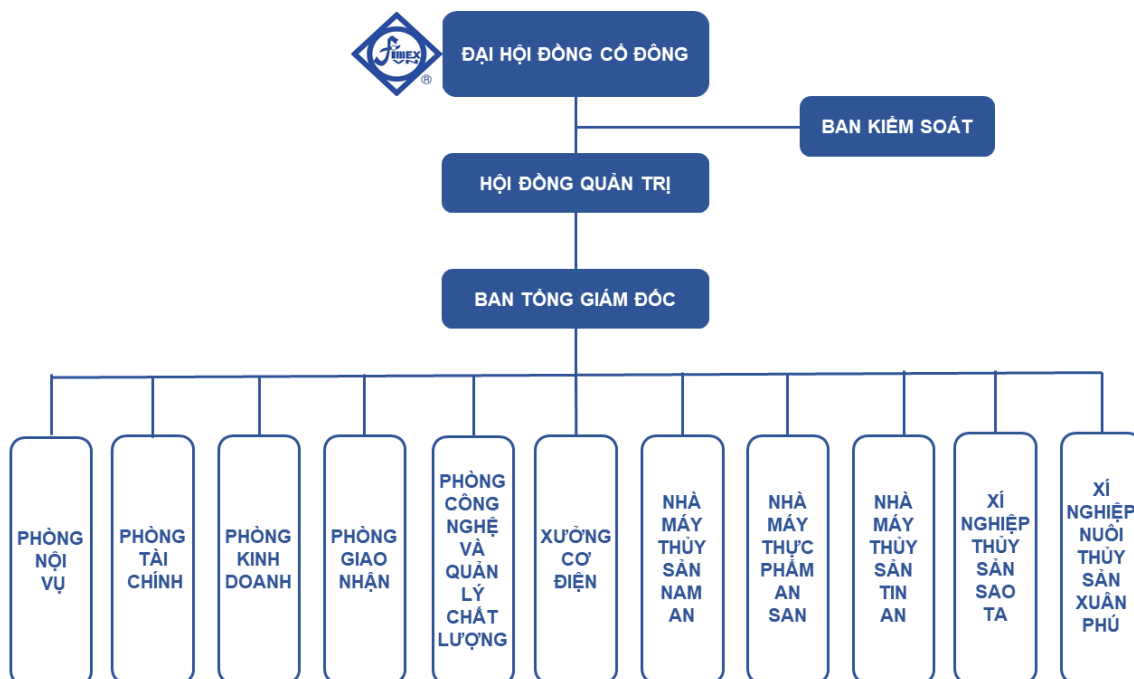 FIMEX
VN
®
ĐẠI HỘI ĐỒNG CỔ ĐÔNG
BAN KIỂM SOÁT
HỘI ĐỒNG QUẢN TRỊ
BAN TỔNG GIÁM ĐỐC
PHÒNG
NỘI
VỤ
PHÒNG
TÀI
CHÍNH
PHÒNG
KINH
DOANH
PHÒNG
GIAO
NHẬN
PHÒNG
CÔNG
NGHỆ
VÀ
QUẢN
LÝ
CHẤT
LƯỢNG
XƯỞNG
CƠ
ĐIỆN
NHÀ
MÁY
THỦY
SẢN
NAM
AN
NHÀ
MÁY
THỰC
PHẨM
AN
SAN
NHÀ
MÁY
THỦY
SẢN
TIN
AN
XÍ
NGHIỆP
THỦY
SẢN
SAO
TA
XÍ
NGHIỆP
NUÔI
THỦY
SẢN
XUÂN
PHÚ